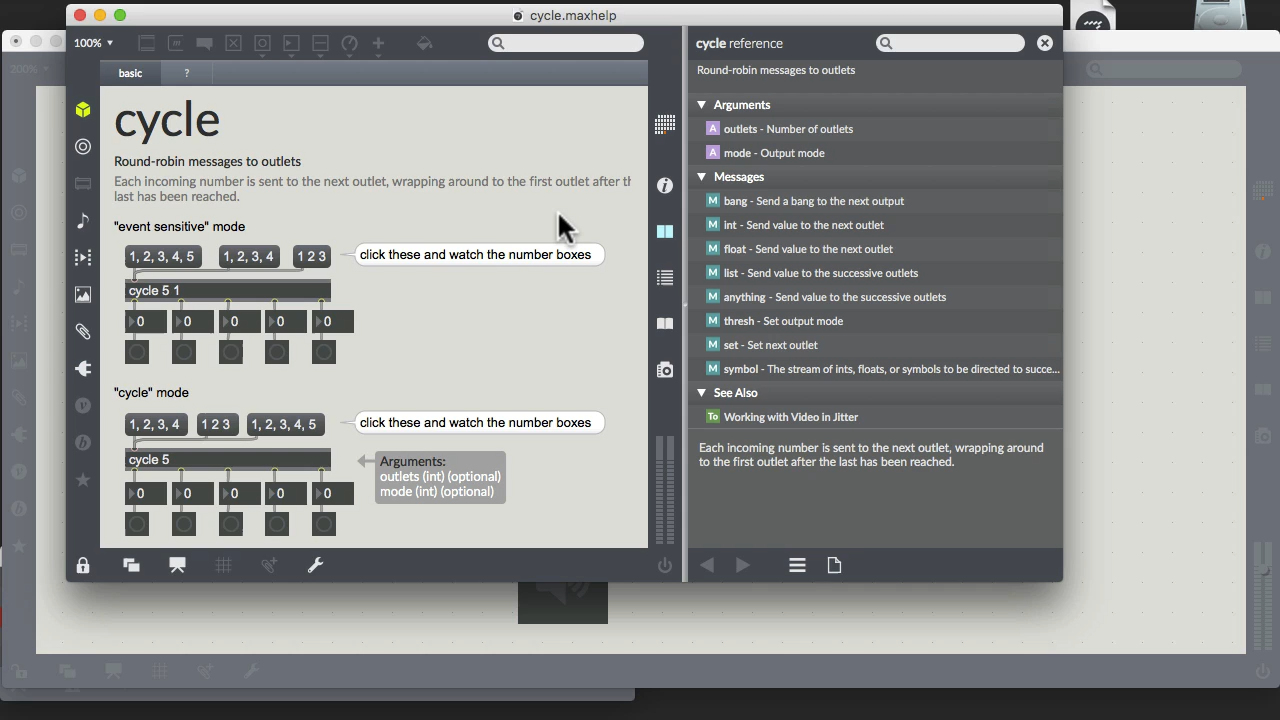 cycle.maxhelp
100%
cycle reference
200%
basic
?
Round-robin messages to outlets
cycle
Round-robin messages to outlets
Each incoming number is sent to the next outlet, wrapping around to the first outlet after th
last has been reached.
"event sensitive" mode
1, 2, 3, 4, 5
1, 2, 3, 4
1 2 3
click these and watch the number boxes
cycle 5 1
0
0
0
0
0
"cycle" mode
1, 2, 3, 4
1 2 3
1, 2, 3, 4, 5
click these and watch the number boxes
cycle 5
Arguments:
outlets (int) (optional)
mode (int) (optional)
0
0
0
0
0
Arguments
A outlets - Number of outlets
A mode - Output mode
Messages
M bang - Send a bang to the next output
M int - Send value to the next outlet
M float - Send value to the next outlet
M list - Send value to the successive outlets
M anything - Send value to the successive outlets
M thresh - Set output mode
M set - Set next outlet
M symbol - The stream of ints, floats, or symbols to be directed to succe...
See Also
To Working with Video in Jitter
Each incoming number is sent to the next outlet, wrapping around
to the first outlet after the last has been reached.